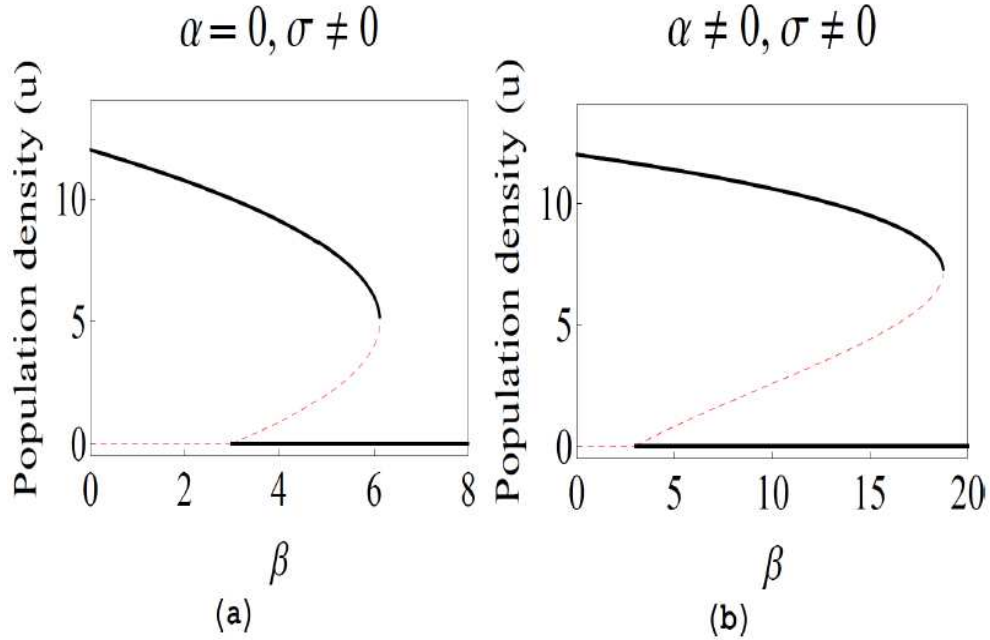 α = 0, σ ≠ 0
Population density (u)
10
5
0
0 2 4 6 8
β
(a)
α ≠ 0, σ ≠ 0
Population density (u)
10
5
0
0 5 10 15 20
β
(b)